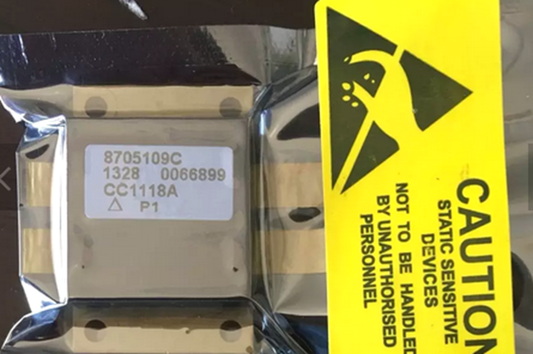 8705109C
1328 0066899
CC1118A
△ P1
CAUTION
STATIC SENSITIVE
DEVICES
NOT TO BE HANDLED
BY UNAUTHORISED
PERSONNEL